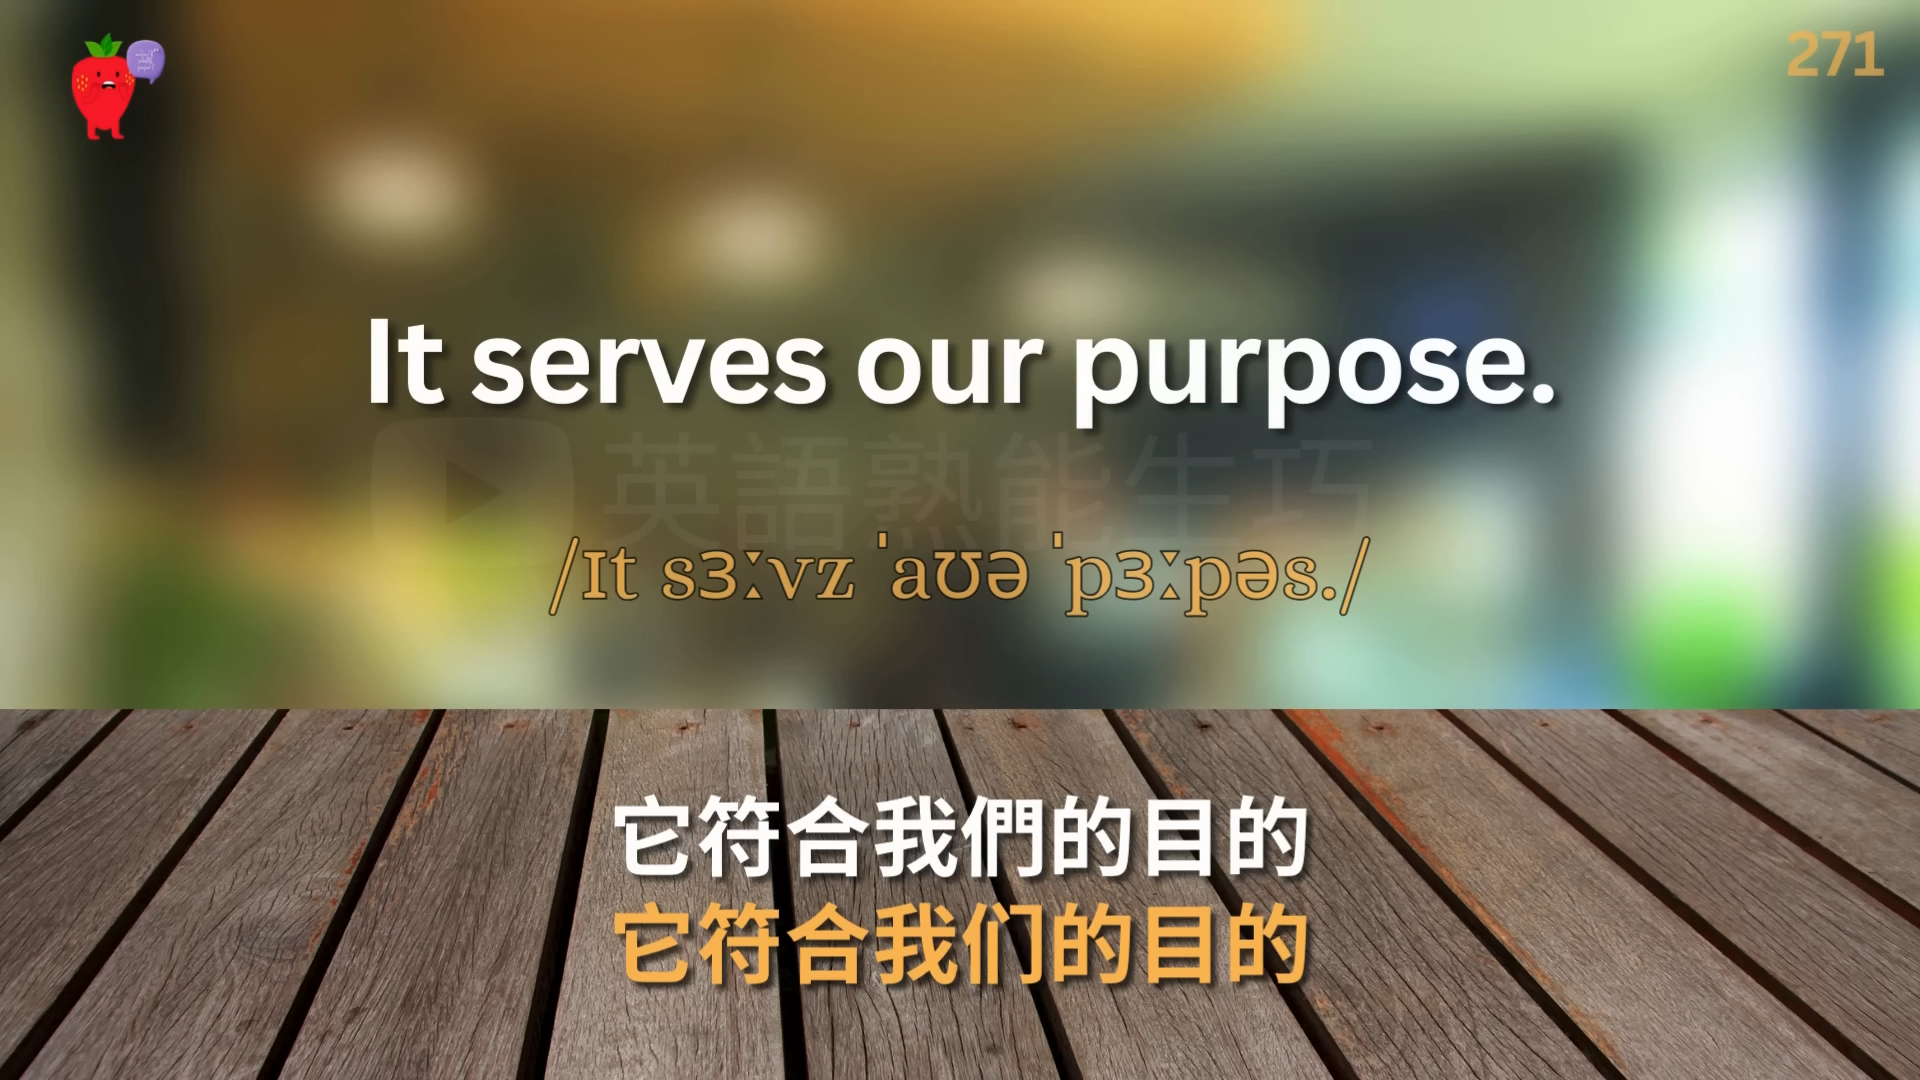 271
It serves our purpose.
英語熟能生巧
/ɪt sɜːvz ˈaʊə ˈpɜːpəs./
它符合我們的目的
它符合我们的目的